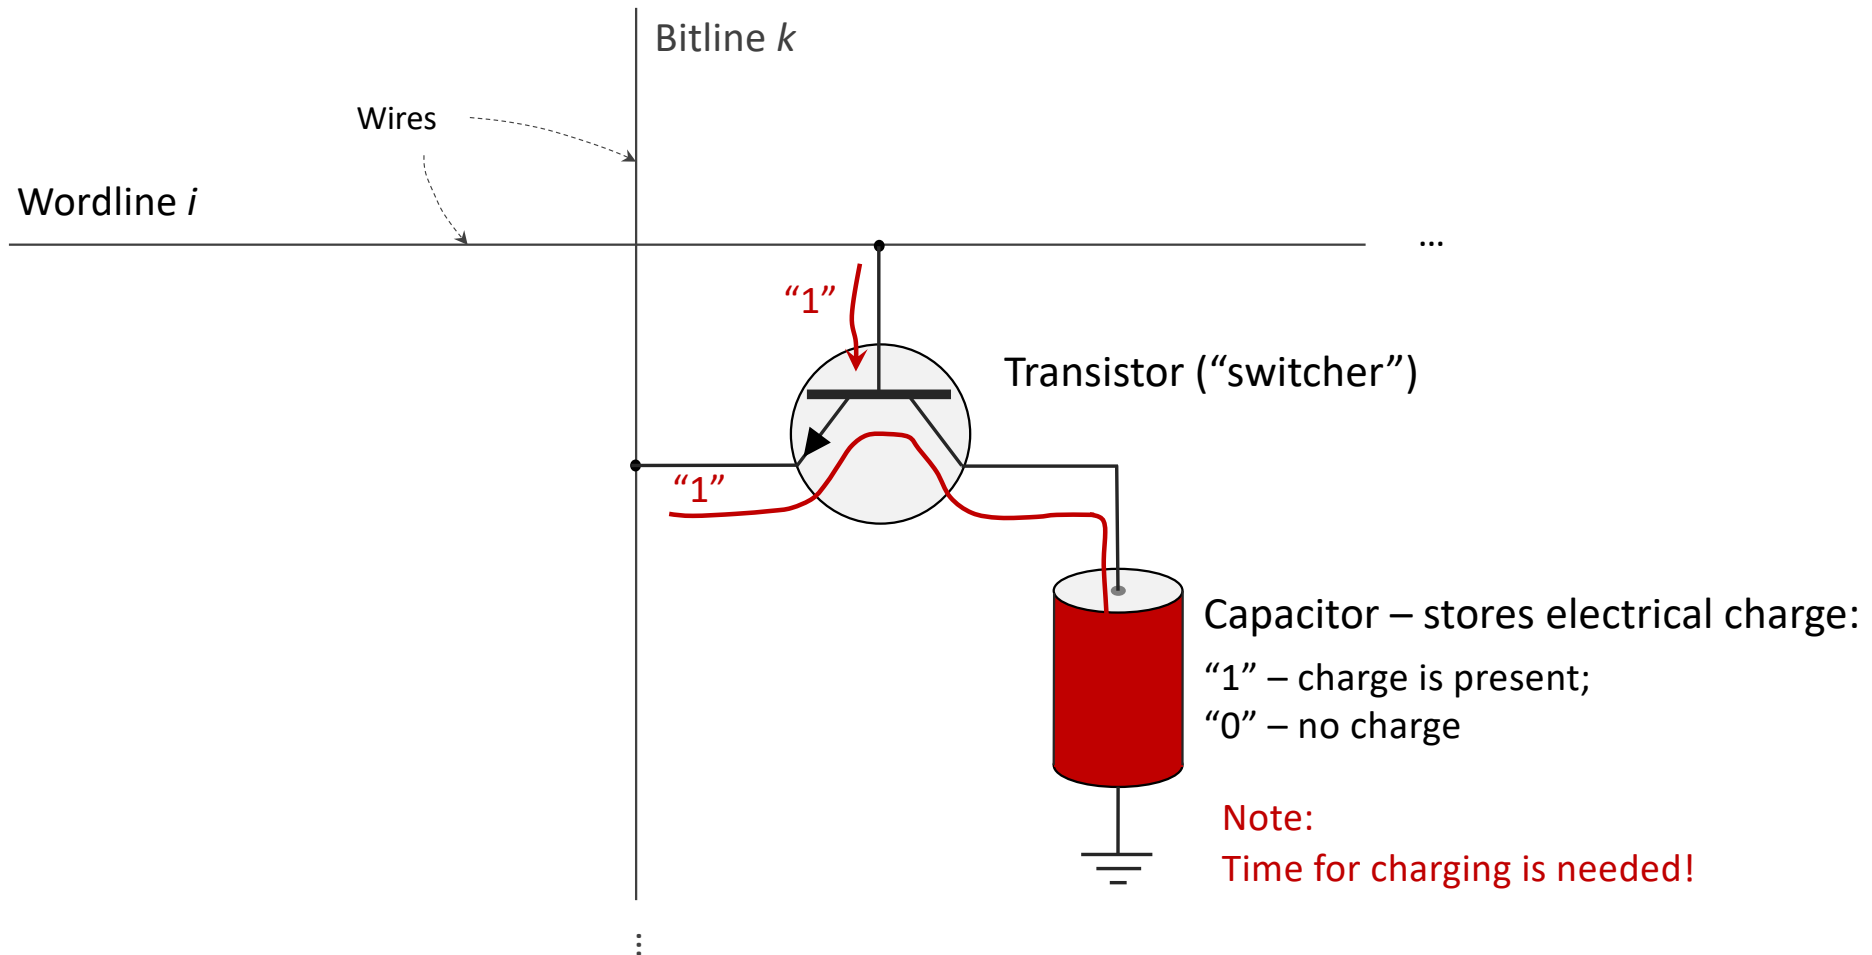 Bitline k
Wires
Wordline i
...
“1”
Transistor (“switcher”)
“1”
Capacitor – stores electrical charge:
“1” – charge is present;
“0” – no charge
Note:
Time for charging is needed!
...